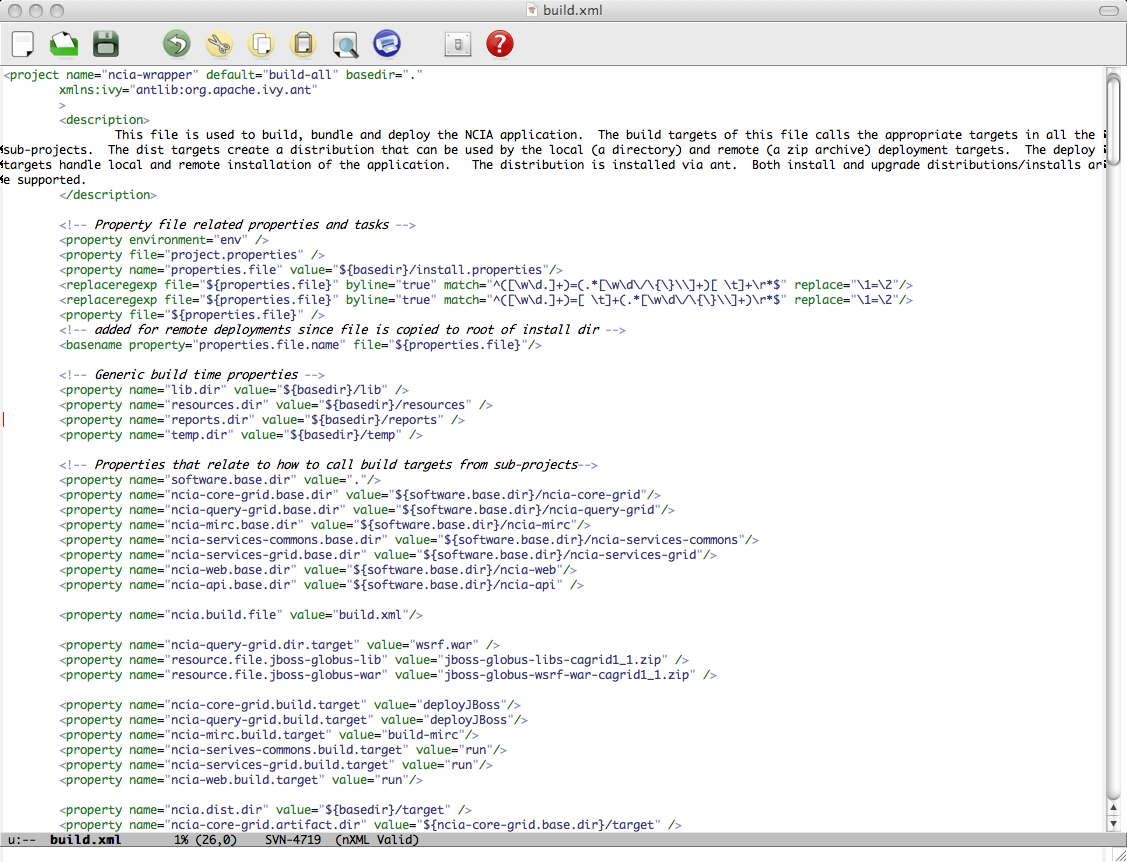 build.xml
<project name="ncia-wrapper" default="build-all" basedir="."
xmlns:ivy="antlib:org.apache.ivy.ant"
>
<description>
This file is used to build, bundle and deploy the NCIA application.  The build targets of this file calls the appropriate targets in all the
sub-projects.  The dist targets create a distribution that can be used by the local (a directory) and remote (a zip archive) deployment targets.  The deploy
targets handle local and remote installation of the application.   The distribution is installed via ant.  Both install and upgrade distributions/installs ar
e supported.
</description>
<!-- Property file related properties and tasks -->
<property environment="env" />
<property file="project.properties" />
<property name="properties.file" value="${basedir}/install.properties"/>
<replaceregexp file="${properties.file}" byline="true" match="^([\w\d.]+)=(.*[\w\d\/\{\}\\]+)[ \t]+\r*$" replace="\1=\2"/>
<replaceregexp file="${properties.file}" byline="true" match="^([\w\d.]+)=[ \t]+(.*[\w\d\/\{\}\\]+)\r*$" replace="\1=\2"/>
<property file="${properties.file}" />
<!-- added for remote deployments since file is copied to root of install dir -->
<basename property="properties.file.name" file="${properties.file}"/>
<!-- Generic build time properties -->
<property name="lib.dir" value="${basedir}/lib" />
<property name="resources.dir" value="${basedir}/resources" />
<property name="reports.dir" value="${basedir}/reports" />
<property name="temp.dir" value="${basedir}/temp" />
<!-- Properties that relate to how to call build targets from sub-projects-->
<property name="software.base.dir" value="."/>
<property name="ncia-core-grid.base.dir" value="${software.base.dir}/ncia-core-grid"/>
<property name="ncia-query-grid.base.dir" value="${software.base.dir}/ncia-query-grid"/>
<property name="ncia-mirc.base.dir" value="${software.base.dir}/ncia-mirc"/>
<property name="ncia-services-commons.base.dir" value="${software.base.dir}/ncia-services-commons"/>
<property name="ncia-services-grid.base.dir" value="${software.base.dir}/ncia-services-grid"/>
<property name="ncia-web.base.dir" value="${software.base.dir}/ncia-web"/>
<property name="ncia-api.base.dir" value="${software.base.dir}/ncia-api" />
<property name="ncia.build.file" value="build.xml"/>
<property name="ncia-query-grid.dir.target" value="wsrf.war" />
<property name="resource.file.jboss-globus-lib" value="jboss-globus-libs-cagrid1_1.zip" />
<property name="resource.file.jboss-globus-war" value="jboss-globus-wsrf-war-cagrid1_1.zip" />
<property name="ncia-core-grid.build.target" value="deployJBoss"/>
<property name="ncia-query-grid.build.target" value="deployJBoss"/>
<property name="ncia-mirc.build.target" value="build-mirc"/>
<property name="ncia-serives-commons.build.target" value="run"/>
<property name="ncia-services-grid.build.target" value="run"/>
<property name="ncia-web.build.target" value="run"/>
<property name="ncia.dist.dir" value="${basedir}/target" />
<property name="ncia-core-grid.artifact.dir" value="${ncia-core-grid.base.dir}/target" />
u:--  build.xml       1% (26,0)    SVN-4719  (nXML Valid)